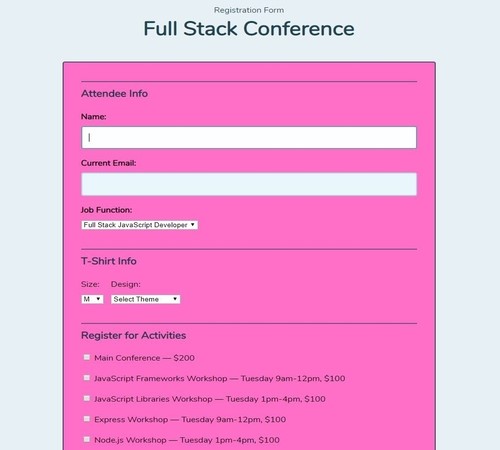 Registration Form
Full Stack Conference
Attendee Info
Name:
Current Email:
Job Function:
Full Stack JavaScript Developer
T-Shirt Info
Size: Design:
M Select Theme
Register for Activities
Main Conference — $200
JavaScript Frameworks Workshop — Tuesday 9am-12pm, $100
JavaScript Libraries Workshop — Tuesday 1pm-4pm, $100
Express Workshop — Tuesday 9am-12pm, $100
Node.js Workshop — Tuesday 1pm-4pm, $100